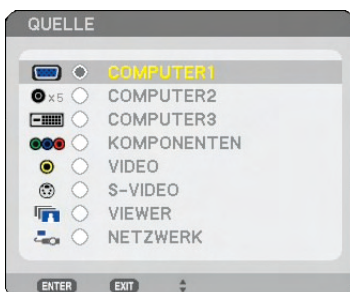 QUELLE
COMPUTER1
x5 COMPUTER2
COMPUTER3
KOMPONENTEN
VIDEO
S-VIDEO
VIEWER
NETZWERK
ENTER EXIT